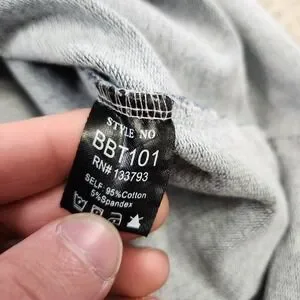 STYLE NO
BBT101
RN# 133793
SELF 95%Cotton
5%Spandex